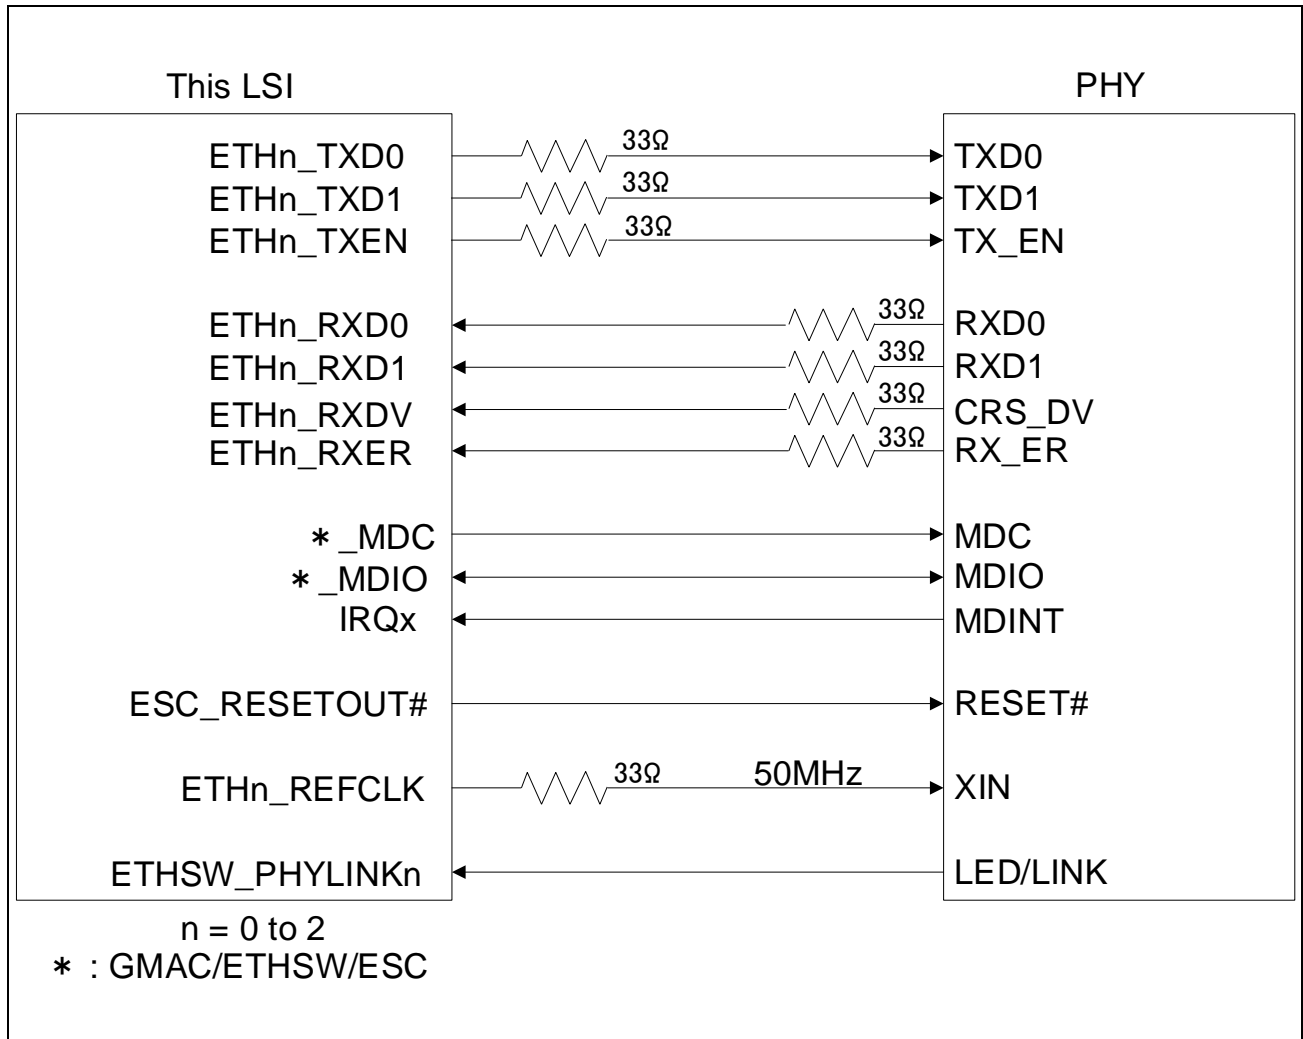 This LSI PHY
ETHn_TXD0 33Ω TXD0
ETHn_TXD1 33Ω TXD1
ETHn_TXEN 33Ω TX_EN
ETHn_RXD0 33Ω RXD0
ETHn_RXD1 33Ω RXD1
ETHn_RXDV 33Ω CRS_DV
ETHn_RXER 33Ω RX_ER
*_MDC MDC
*_MDIO MDIO
IRQx MDINT
ESC_RESETOUT# RESET#
ETHn_REFCLK 33Ω 50MHz XIN
ETHSW_PHYLINKn LED/LINK
n = 0 to 2
* : GMAC/ETHSW/ESC